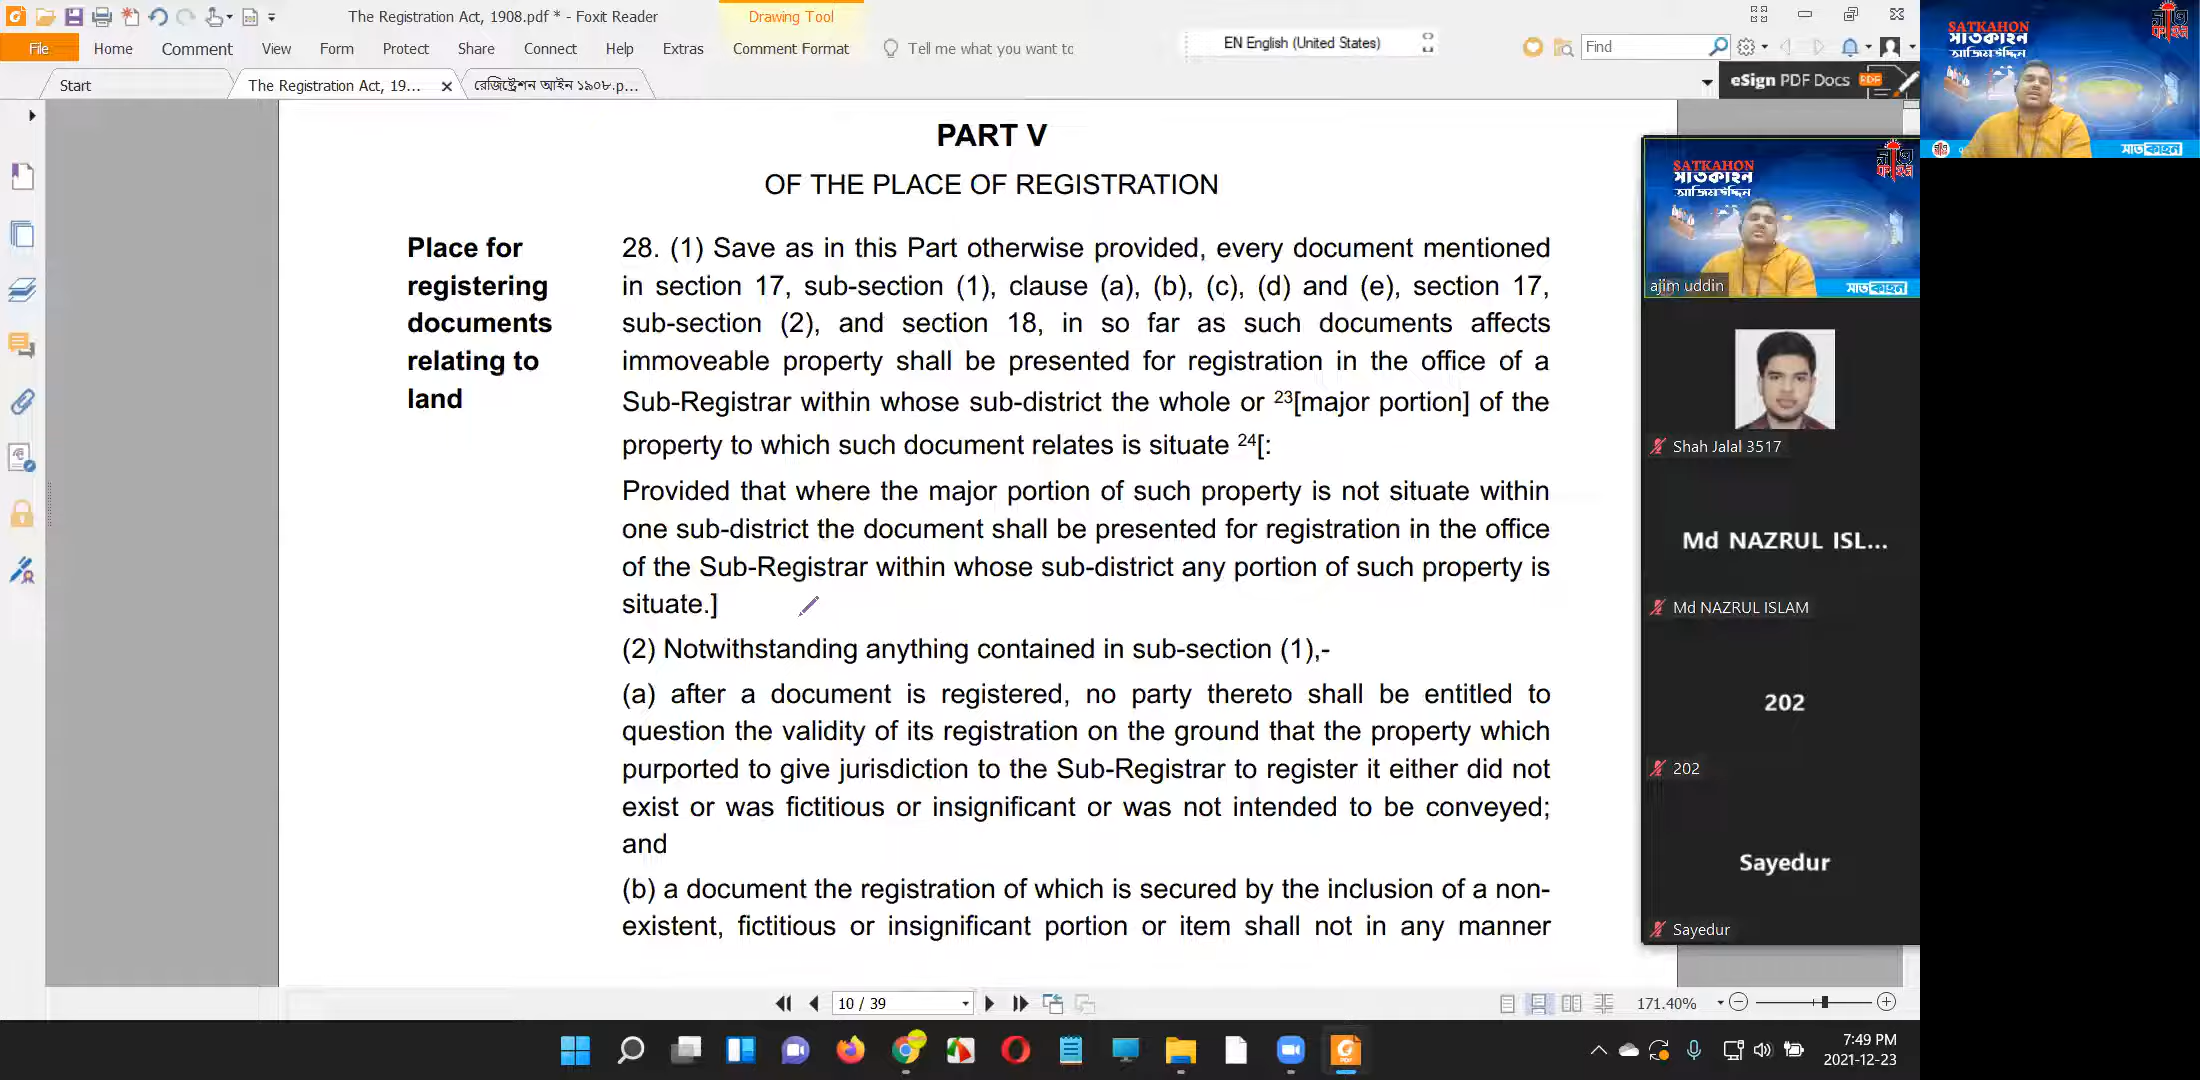 The Registration Act, 1908.pdf * - Foxit Reader
Drawing Tool
File Home Comment View Form Protect Share Connect Help Extras Comment Format Tell me what you want tc
EN English (United States)
Find
Start
The Registration Act, 19...
রেজিস্ট্রেশন আইন ১৯০৮.p...
eSign PDF Docs
PART V
OF THE PLACE OF REGISTRATION
Place for
registering
documents
relating to
land
28. (1) Save as in this Part otherwise provided, every document mentioned
in section 17, sub-section (1), clause (a), (b), (c), (d) and (e), section 17,
sub-section (2), and section 18, in so far as such documents affects
immoveable property shall be presented for registration in the office of a
Sub-Registrar within whose sub-district the whole or 23[major portion] of the
property to which such document relates is situate 24[:
Provided that where the major portion of such property is not situate within
one sub-district the document shall be presented for registration in the office
of the Sub-Registrar within whose sub-district any portion of such property is
situate.]
(2) Notwithstanding anything contained in sub-section (1),-
(a) after a document is registered, no party thereto shall be entitled to
question the validity of its registration on the ground that the property which
purported to give jurisdiction to the Sub-Registrar to register it either did not
exist or was fictitious or insignificant or was not intended to be conveyed;
and
(b) a document the registration of which is secured by the inclusion of a non-
existent, fictitious or insignificant portion or item shall not in any manner
10 / 39
171.40%
SATKAHON
সাতকাহন
আজিমউদ্দিন
সাতকাহন
SATKAHON
সাতকাহন
আজিমউদ্দিন
সাতকাহন
ajim uddin
Shah Jalal 3517
Md NAZRUL ISL...
Md NAZRUL ISLAM
202
202
Sayedur
Sayedur
7:49 PM
2021-12-23